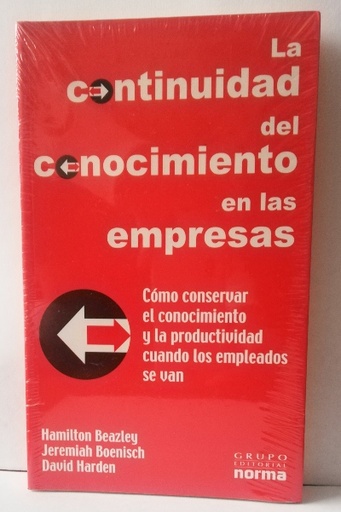 La
continuidad
del
conocimiento
en las
empresas
Cómo conservar
el conocimiento
y la productividad
cuando los empleados
se van
Hamilton Beazley
Jeremiah Boenisch
David Harden
GRUPO
EDITORIAL
norma